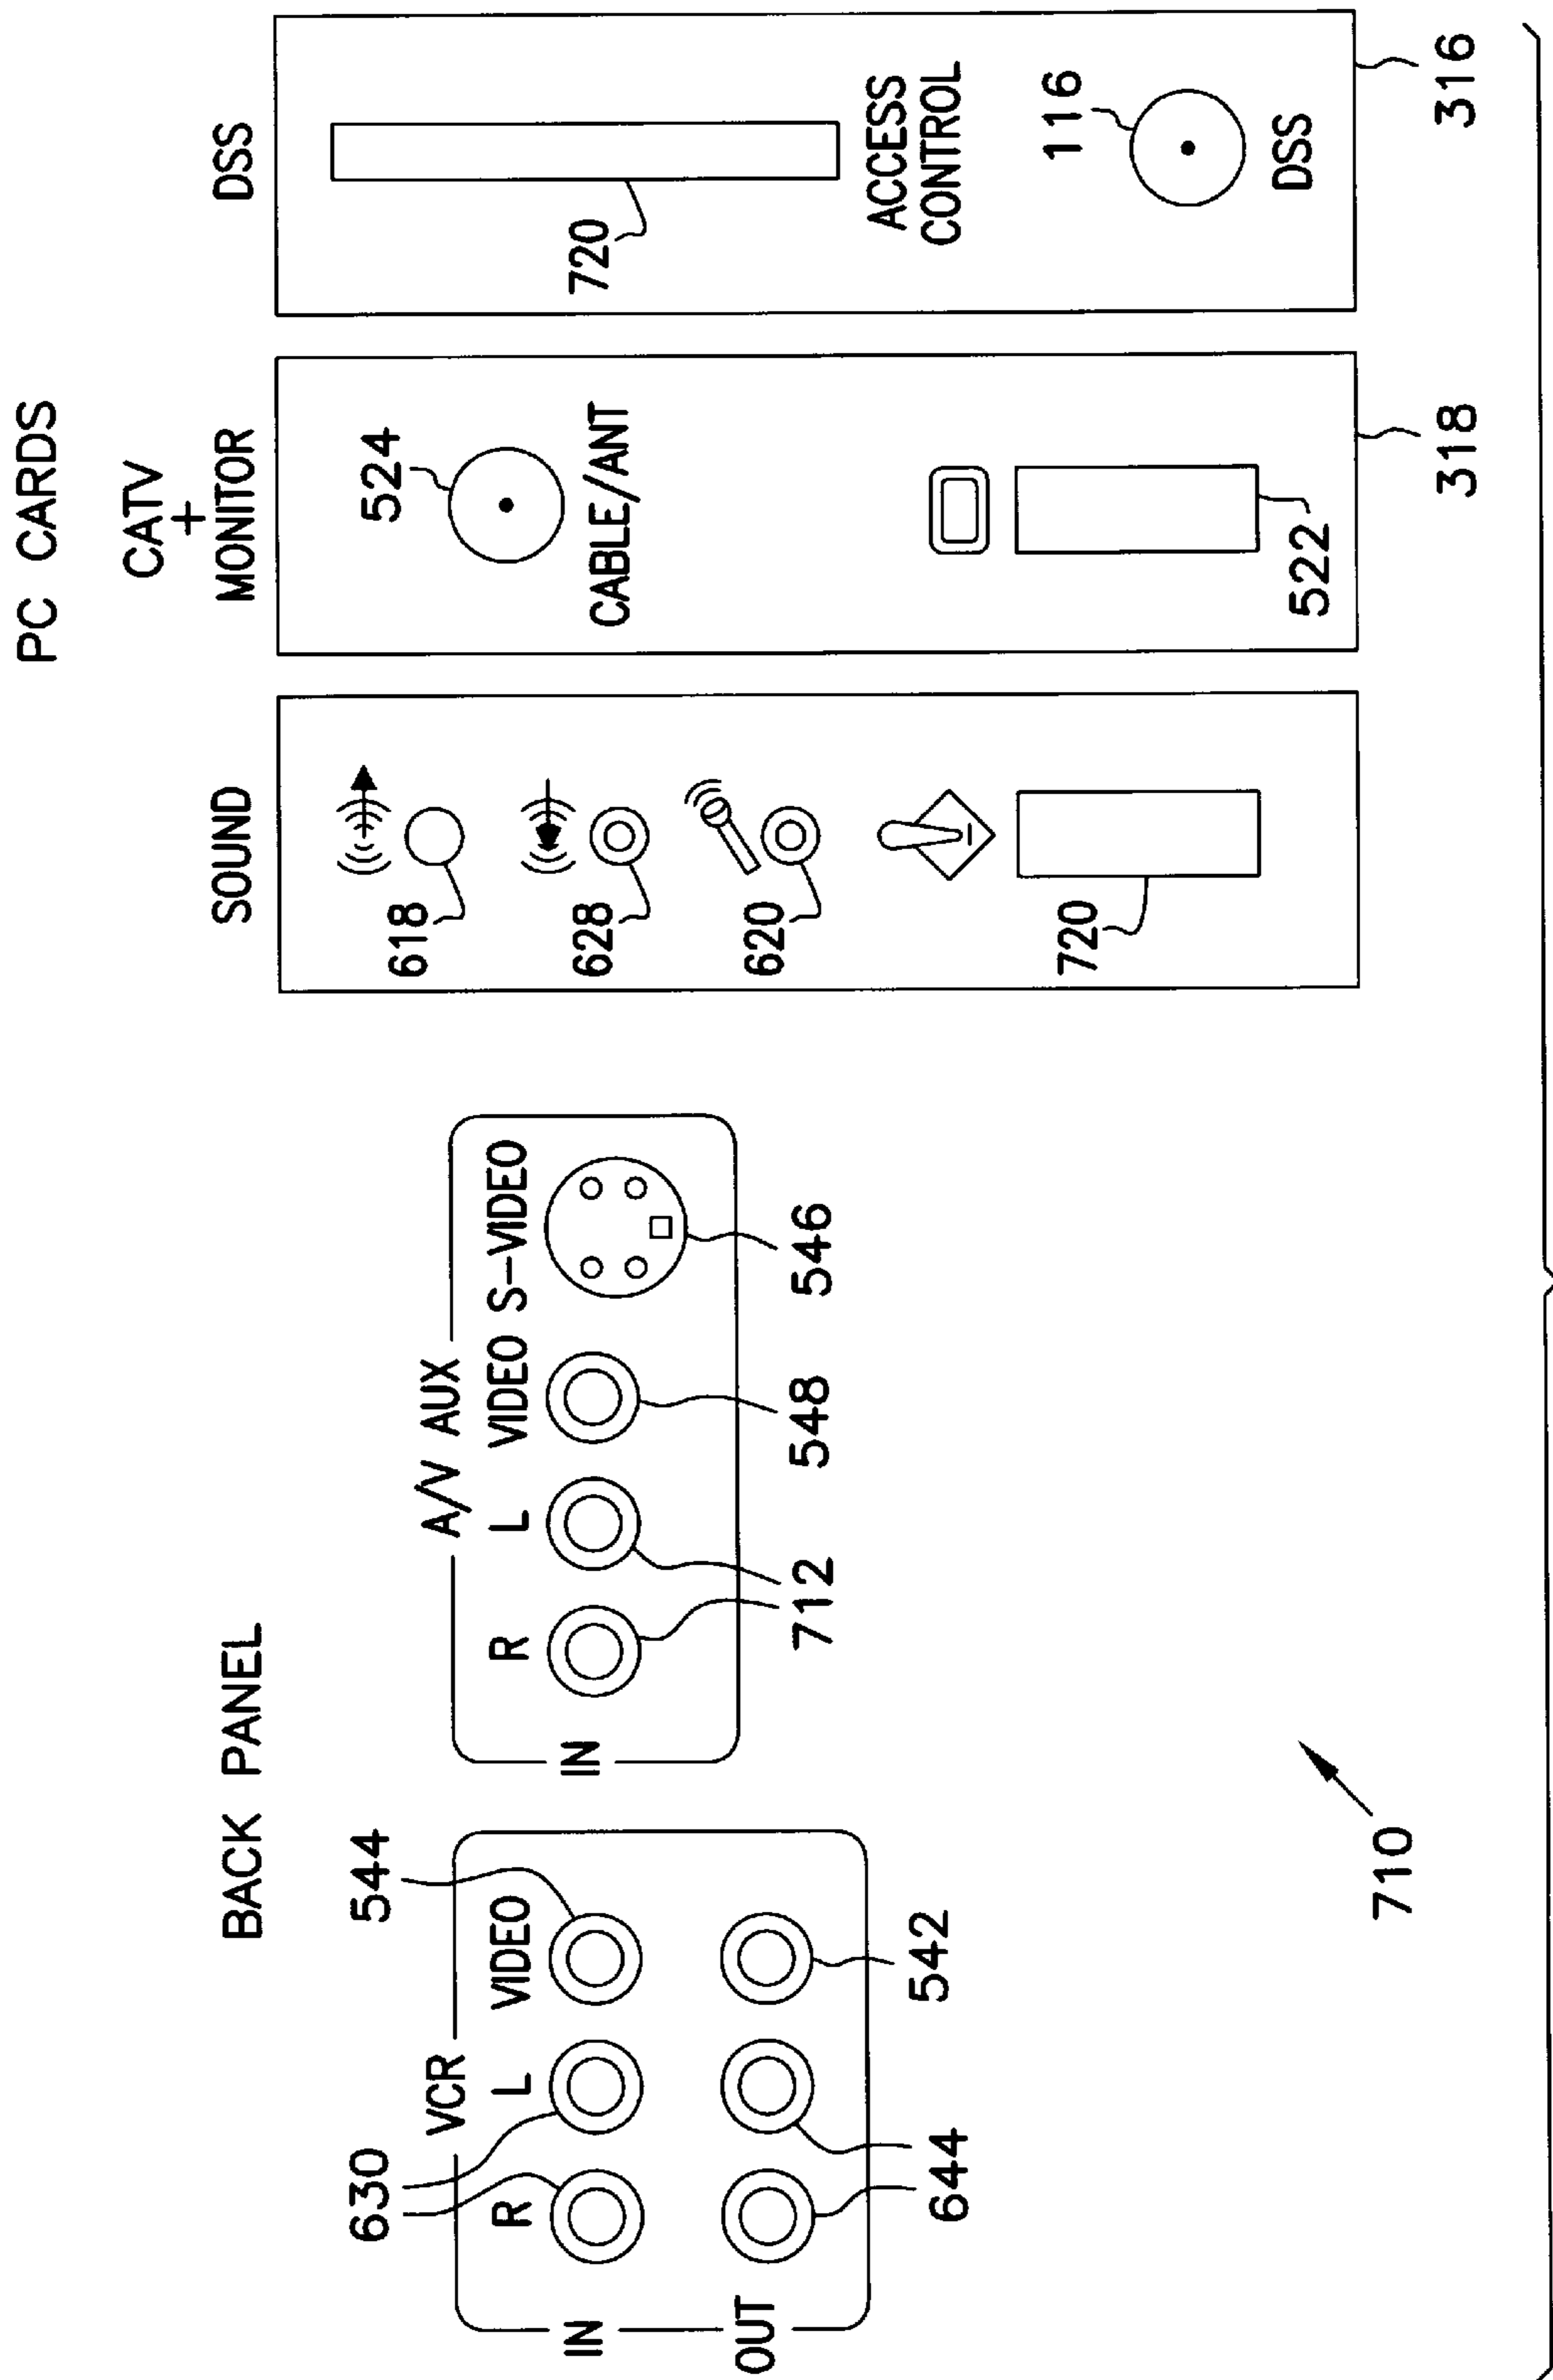 BACK PANEL
VCR
630
544
R L VIDEO
IN
OUT
644
542
A/V AUX
R L VIDEO S-VIDEO
IN
712
548
546
710
PC CARDS
SOUND
618
628
620
720
CATV
+
MONITOR
524
CABLE/ANT
522
318
DSS
720
ACCESS
CONTROL
116
DSS
316